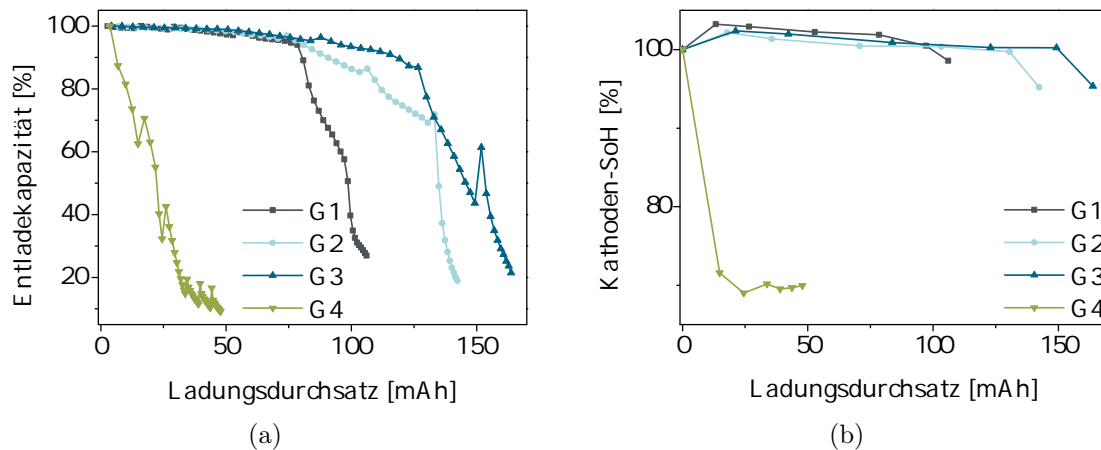 Entladekapazität [%]
100
80
60
40
20
G1
G2
G3
G4
0
50
100
150
Ladungsdurchsatz [mAh]
(a)
Kathoden-SoH [%]
100
80
G1
G2
G3
G4
0
50
100
150
Ladungsdurchsatz [mAh]
(b)